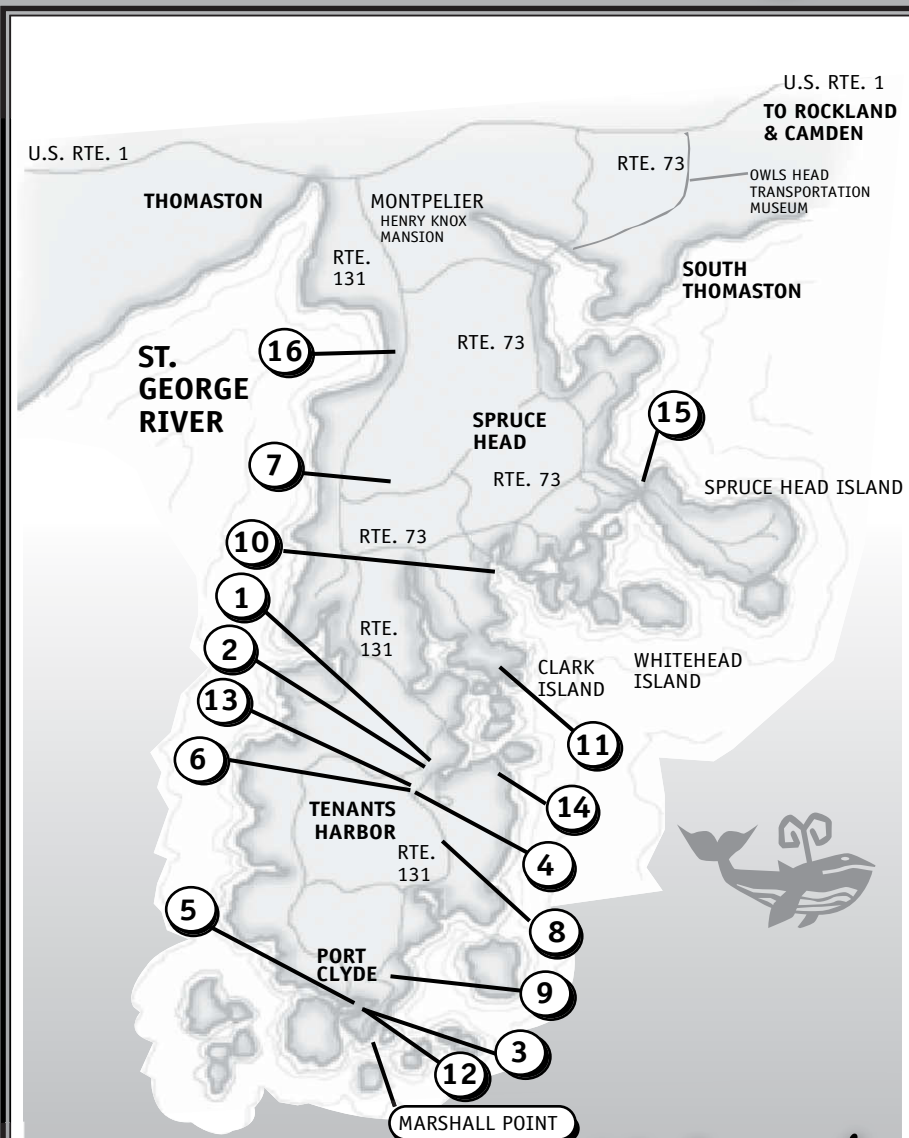 U.S. RTE. 1
TO ROCKLAND
& CAMDEN
U.S. RTE. 1
RTE. 73
OWLS HEAD
TRANSPORTATION
MUSEUM
THOMASTON
MONTPELIER
HENRY KNOX
MANSION
RTE.
131
SOUTH
THOMASTON
ST.
GEORGE
RIVER
16
RTE. 73
15
SPRUCE
HEAD
7
RTE. 73
SPRUCE HEAD ISLAND
10
RTE. 73
1
RTE.
131
2
CLARK
ISLAND
WHITEHEAD
ISLAND
13
11
6
14
TENANTS
HARBOR
RTE.
131
4
5
8
PORT
CLYDE
9
3
12
MARSHALL POINT